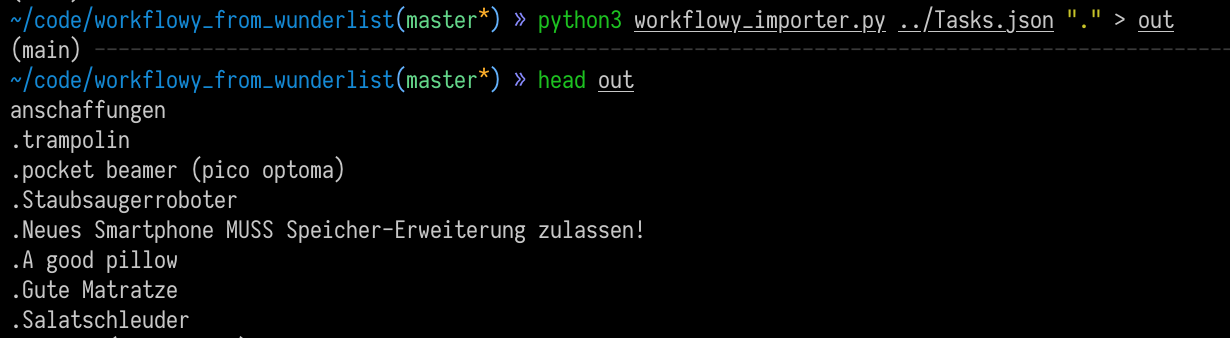 ~/code/workflowy_from_wunderlist(master*) » python3 workflowy_importer.py ../Tasks.json "." > out
(main) --------------------------------------------------------------------------------
~/code/workflowy_from_wunderlist(master*) » head out
anschaffungen
.trampolin
.pocket beamer (pico optoma)
.Staubsaugerroboter
.Neues Smartphone MUSS Speicher-Erweiterung zulassen!
.A good pillow
.Gute Matratze
.Salatschleuder